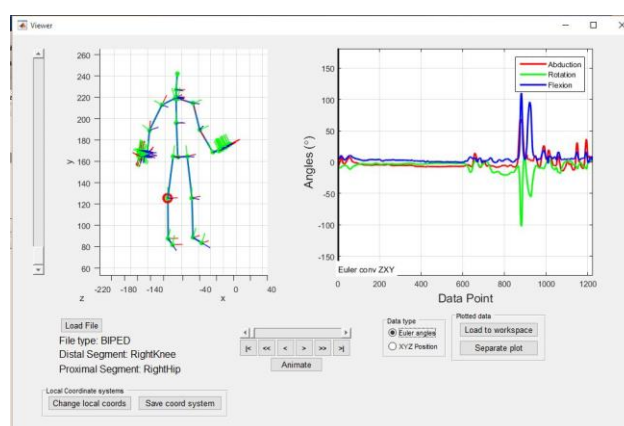 Viewer
260
240
220
200
180
160
140
120
100
80
60
y
-220 -180 -140 -100 -60 -20 0 40
z x
150
100
50
0
-50
-100
-150
Angles (°)
Abduction
Rotation
Flexion
Euler conv ZXY
0 200 400 600 800 1000 1200
Data Point
Load File
File type: BIPED
Distal Segment: RightKnee
Proximal Segment: RightHip
|< << < > >> >|
Animate
Data type
Euler angles
XYZ Position
Plotted data
Load to workspace
Separate plot
Local Coordinate systems
Change local coords Save coord system